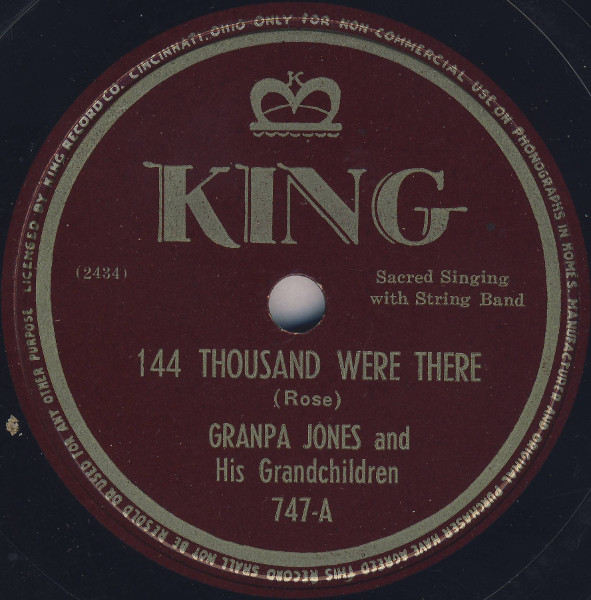 LICENSED BY KING RECORD CO. CINCINNATI, OHIO ONLY FOR NON COMMERCIAL USE ON PHONOGRAPHS IN HOMES. MANUFACTURER AND ORIGINAL PURCHASER HAVE AGREED THIS RECORD SHALL NOT BE RESOLD OR USED FOR ANY OTHER PURPOSE
K
KING
(2434)
Sacred Singing
with String Band
144 THOUSAND WERE THERE
(Rose)
GRANPA JONES and
His Grandchildren
747-A